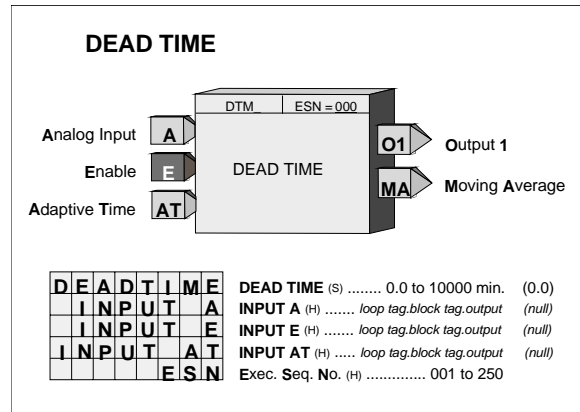 DEAD TIME
DTM_ ESN = 000
Analog Input A O1 Output 1
Enable E DEAD TIME
Adaptive Time AT MA Moving Average
DEADTIME DEAD TIME (S) ........ 0.0 to 10000 min. (0.0)
INPUT A INPUT A (H) ....... loop tag.block tag.output (null)
INPUT E INPUT E (H) ....... loop tag.block tag.output (null)
INPUT AT INPUT AT (H) ..... loop tag.block tag.output (null)
ESN Exec. Seq. No. (H) ............. 001 to 250